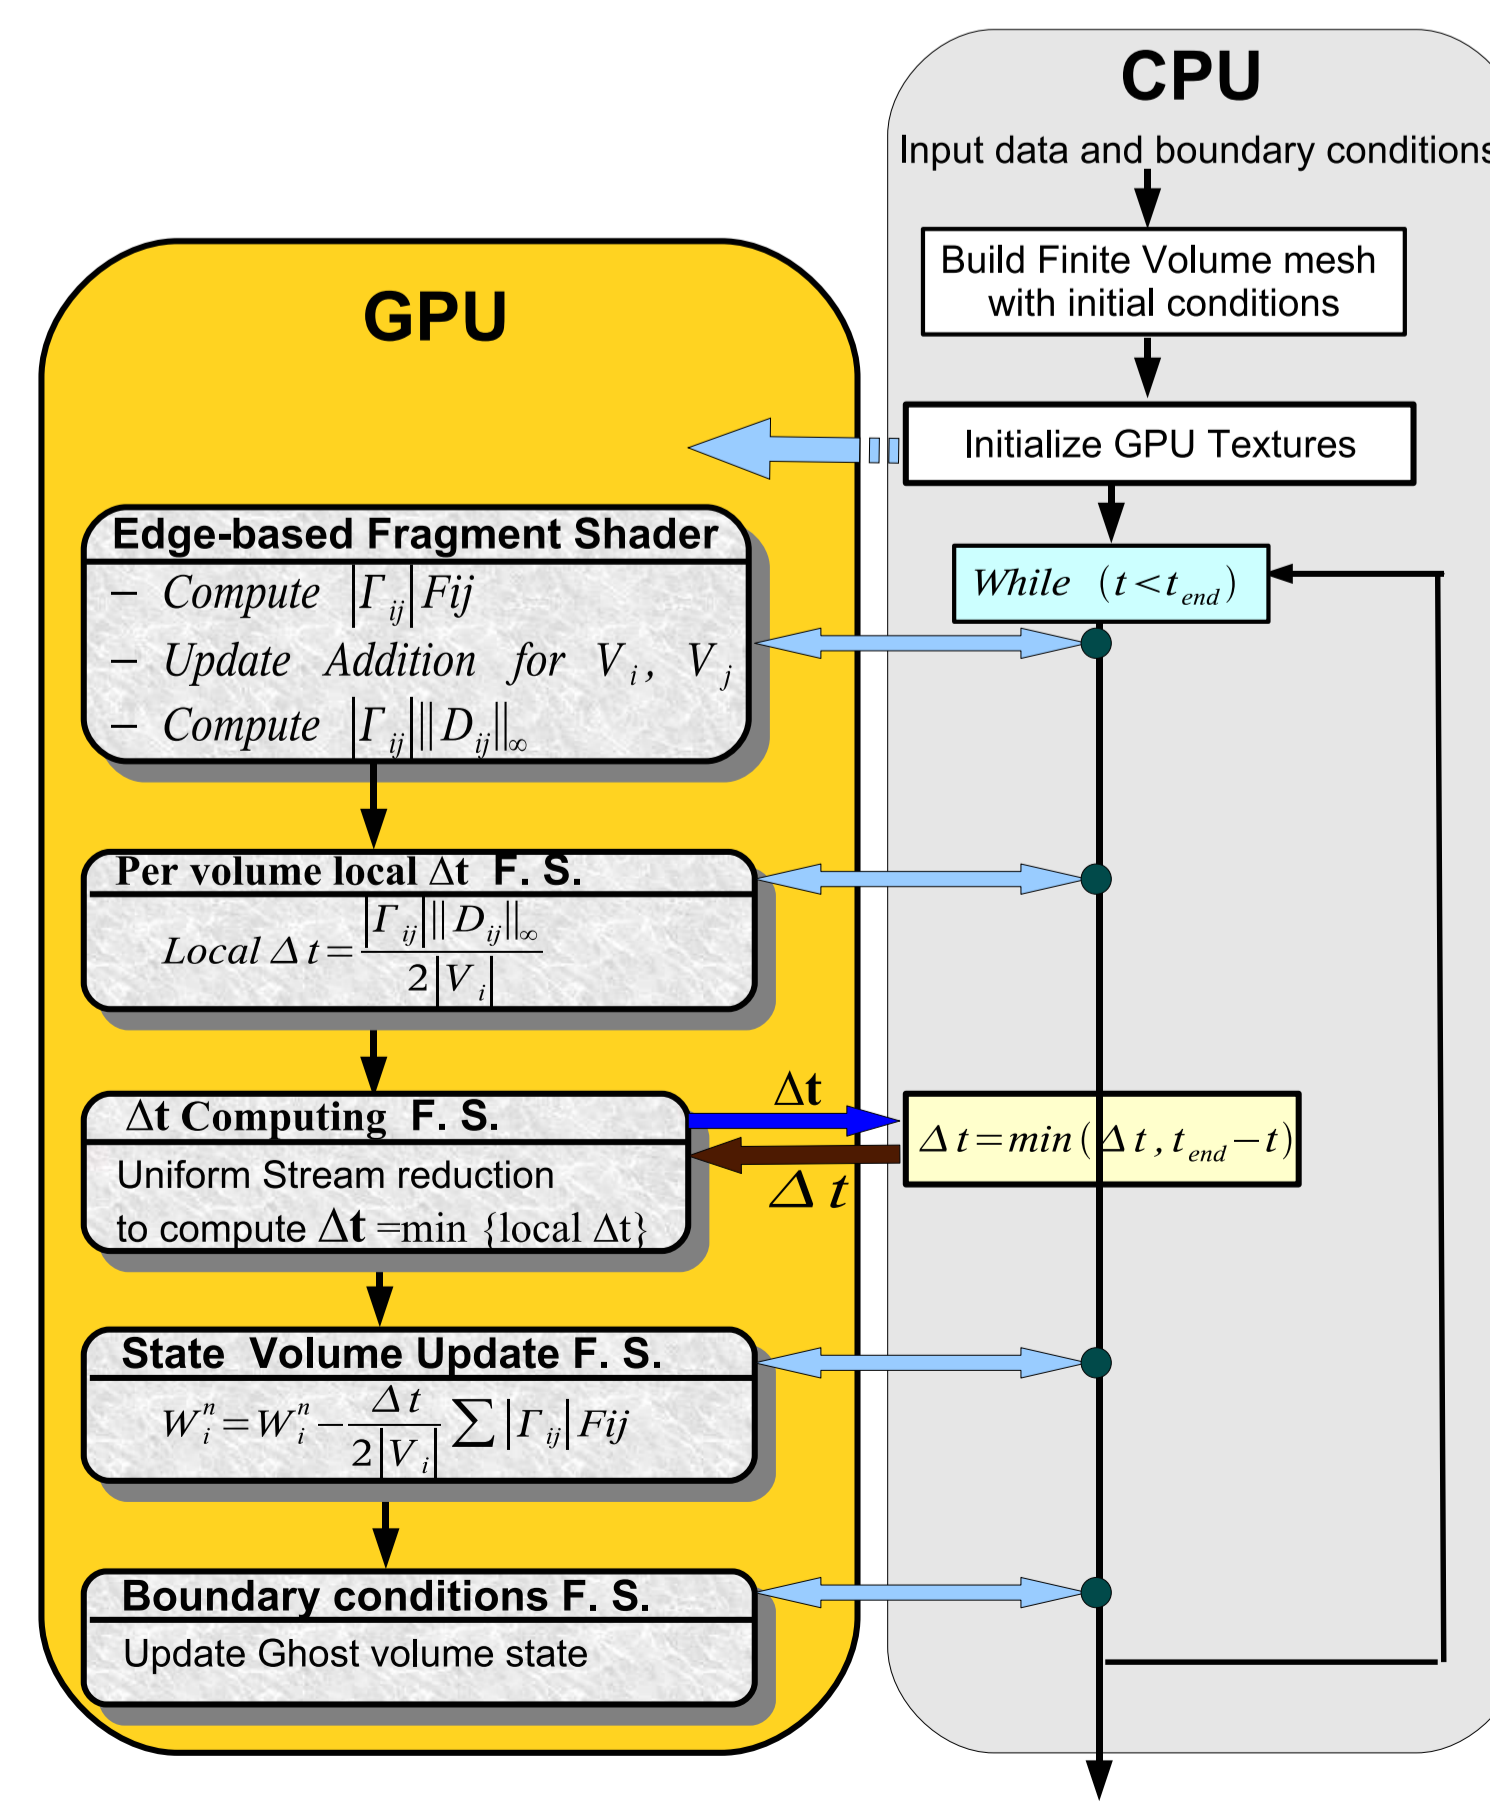 CPU
Input data and boundary conditions
Build Finite Volume mesh
with initial conditions
Initialize GPU Textures
While (t<t_end)
Δt=min(Δt,t_end−t)
GPU
Edge-based Fragment Shader
– Compute |Γ_ij|Fij
– Update Addition for V_i, V_j
– Compute |Γ_ij|‖D_ij‖_∞
Per volume local Δt F. S.
Local Δt=|Γ_ij|‖D_ij‖_∞ / 2|V_i|
Δt Computing F. S.
Uniform Stream reduction
to compute Δt =min {local Δt}
Δt
Δt
State Volume Update F. S.
W_i^n=W_i^n−Δt / 2|V_i| ∑|Γ_ij|Fij
Boundary conditions F. S.
Update Ghost volume state